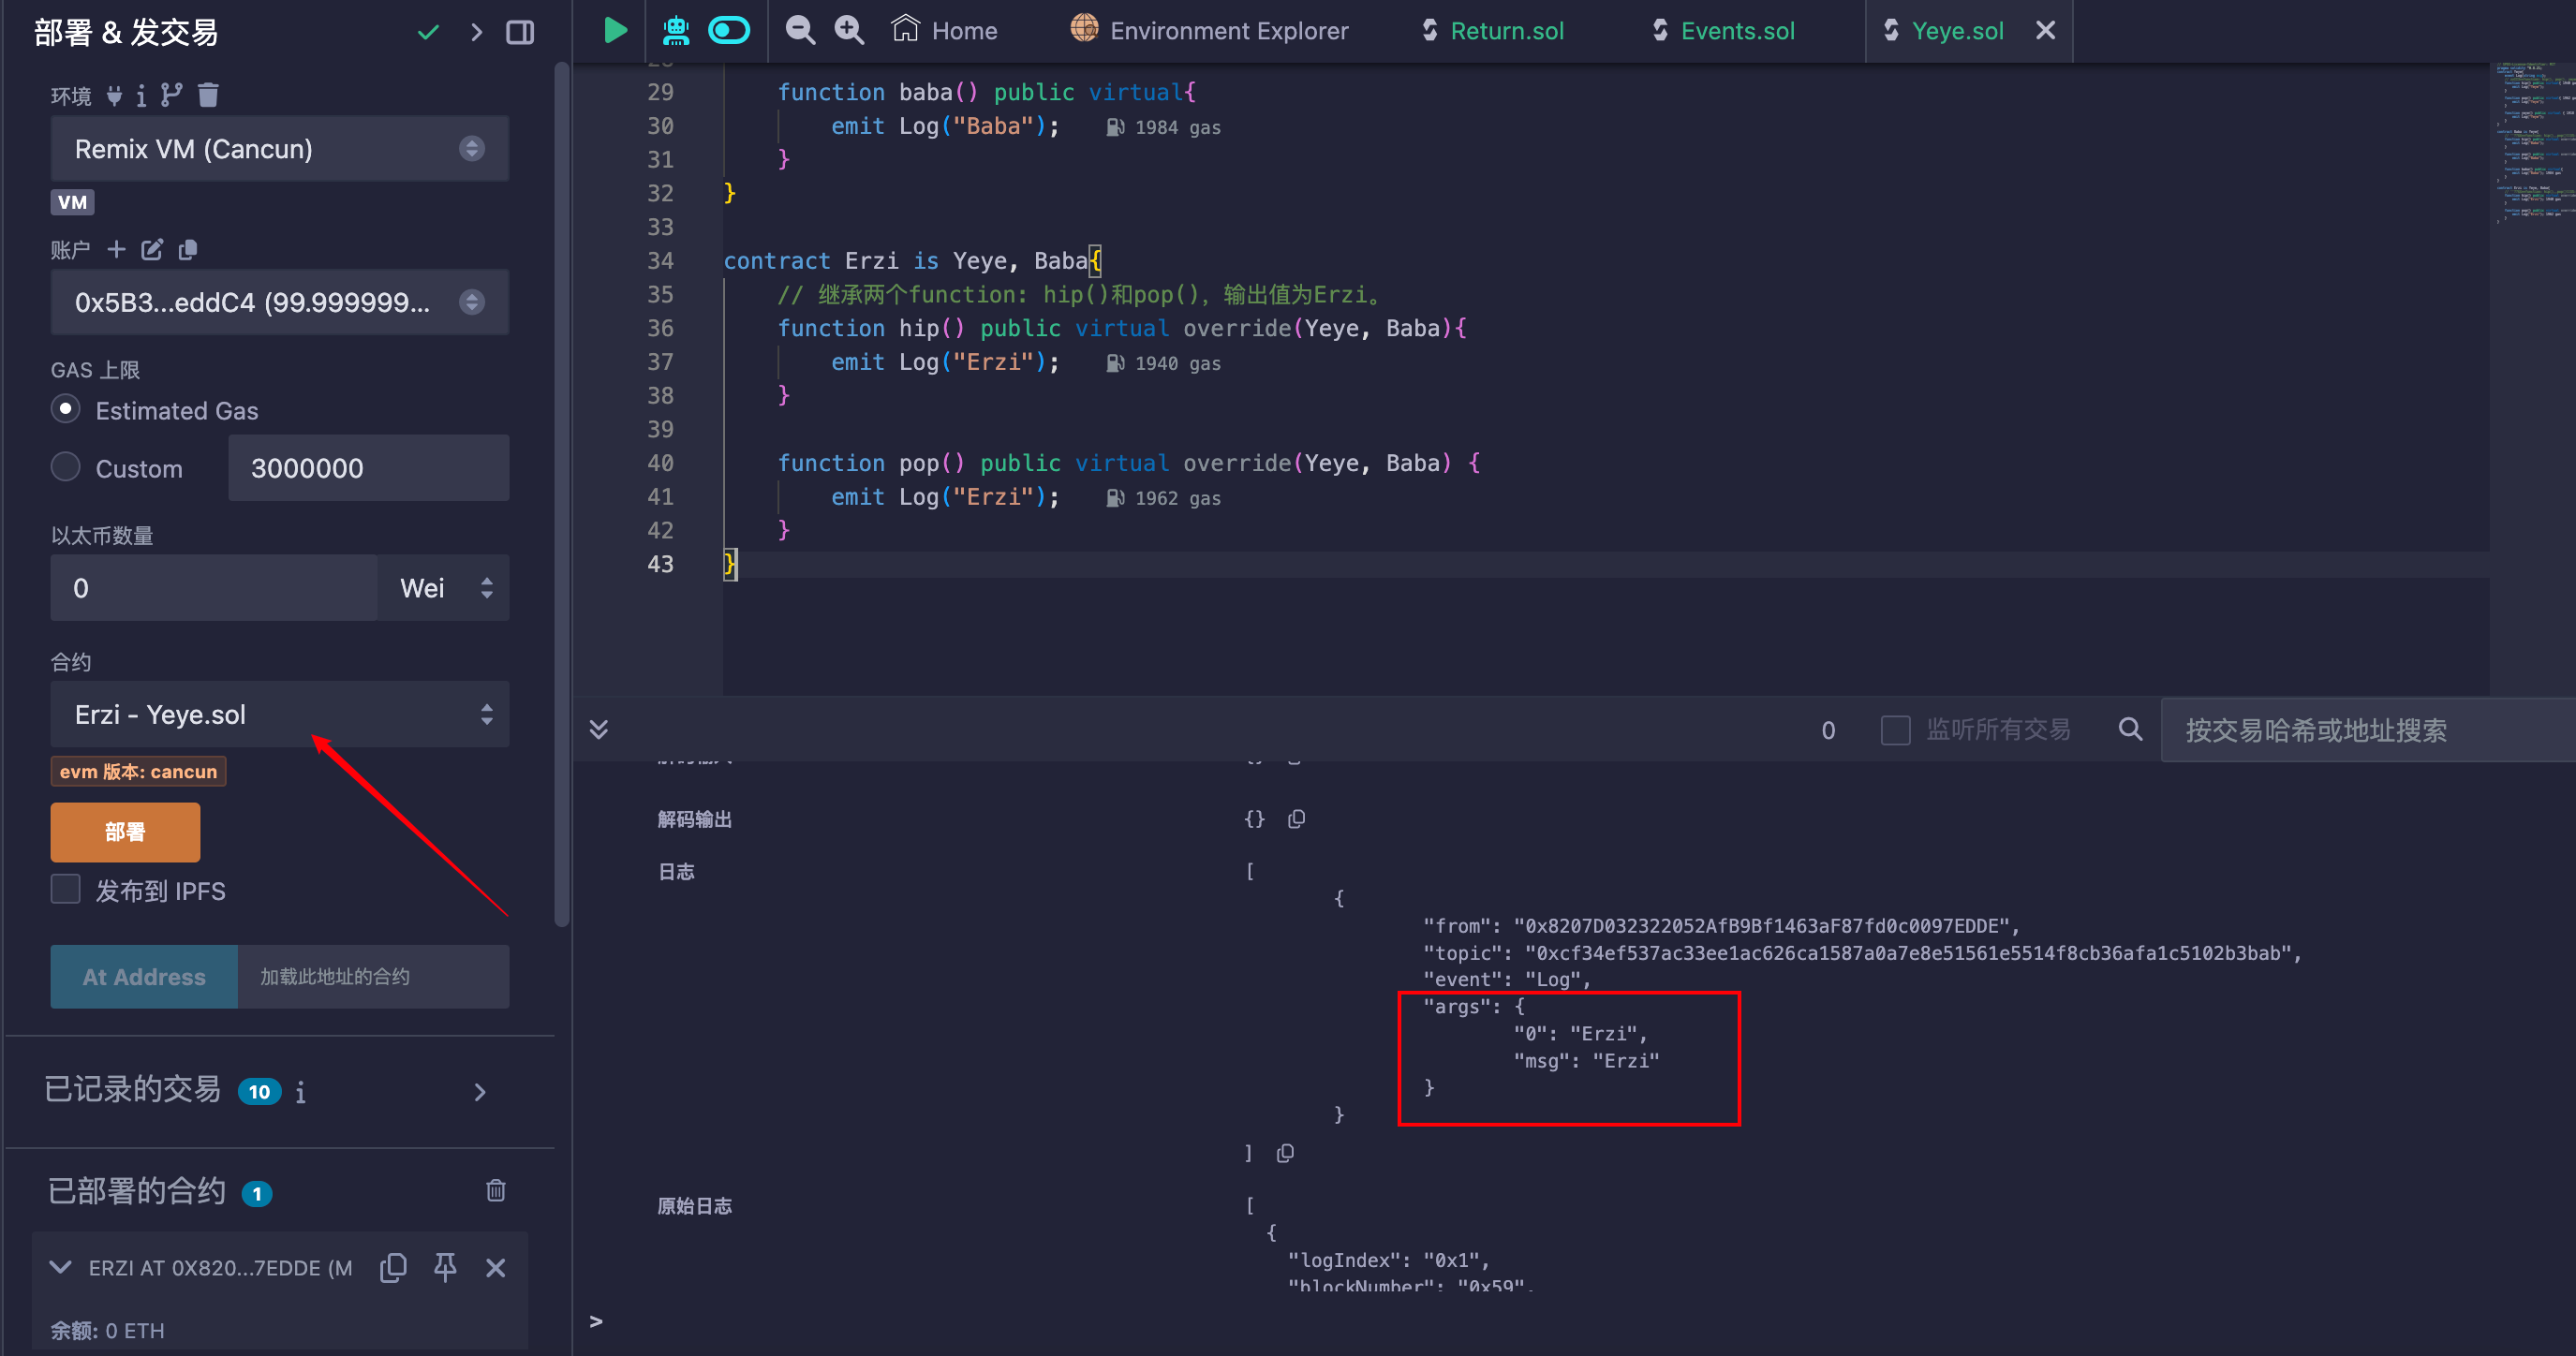 部署 & 发交易
环境
Remix VM (Cancun)
VM
账户
0x5B3...eddC4 (99.999999...
GAS 上限
Estimated Gas
Custom
3000000
以太币数量
0
Wei
合约
Erzi - Yeye.sol
evm 版本: cancun
部署
发布到 IPFS
At Address
加载此地址的合约
已记录的交易 10
已部署的合约 1
ERZI AT 0X820...7EDDE (M
余额: 0 ETH
Home
Environment Explorer
Return.sol
Events.sol
Yeye.sol
29 function baba() public virtual{
30 emit Log("Baba"); 1984 gas
31 }
32 }
33
34 contract Erzi is Yeye, Baba{
35 // 继承两个function: hip()和pop()，输出值为Erzi。
36 function hip() public virtual override(Yeye, Baba){
37 emit Log("Erzi"); 1940 gas
38 }
39
40 function pop() public virtual override(Yeye, Baba) {
41 emit Log("Erzi"); 1962 gas
42 }
43 }
0
监听所有交易
按交易哈希或地址搜索
解码输出
{}
日志
[
{
"from": "0x8207D032322052AfB9Bf1463aF87fd0c0097EDDE",
"topic": "0xcf34ef537ac33ee1ac626ca1587a0a7e8e51561e5514f8cb36afa1c5102b3bab",
"event": "Log",
"args": {
"0": "Erzi",
"msg": "Erzi"
}
}
]
原始日志
[
{
"logIndex": "0x1",
"blockNumber": "0x59",
>